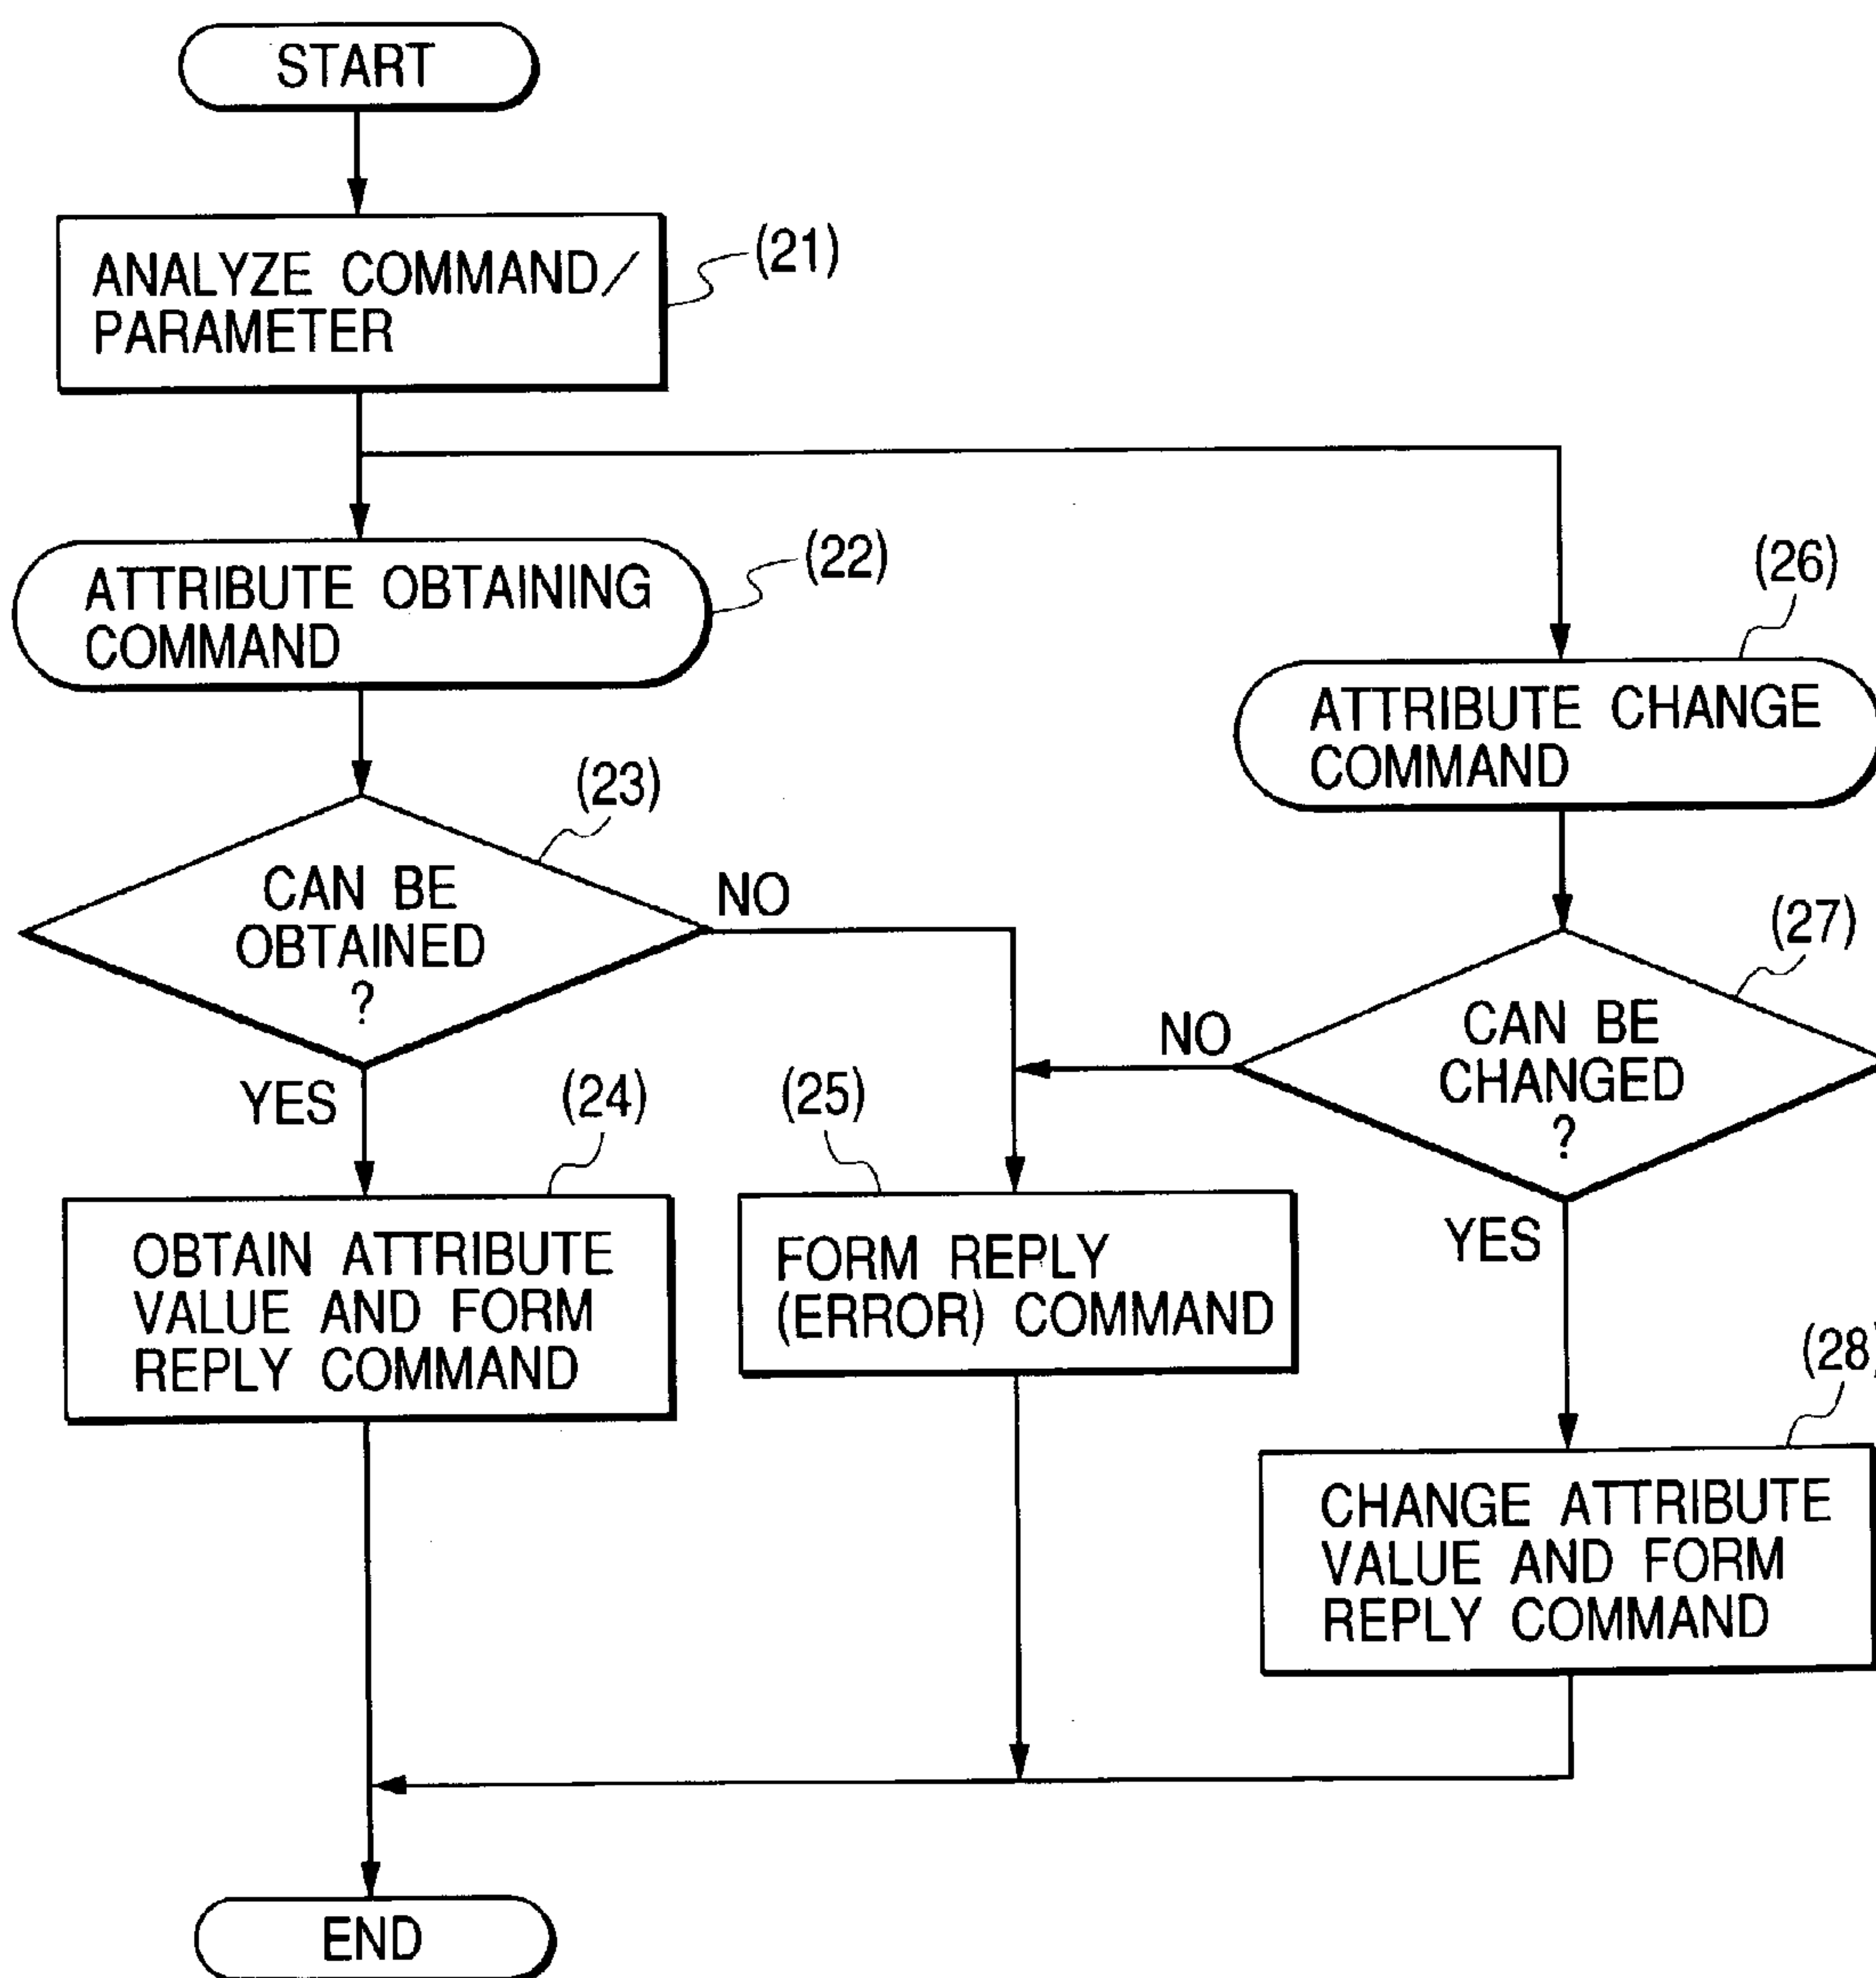 START
ANALYZE COMMAND/
PARAMETER
(21)
ATTRIBUTE OBTAINING
COMMAND
(22)
(26)
ATTRIBUTE CHANGE
COMMAND
(23)
CAN BE
OBTAINED
?
NO
YES
(27)
CAN BE
CHANGED
?
NO
YES
(24)
OBTAIN ATTRIBUTE
VALUE AND FORM
REPLY COMMAND
(25)
FORM REPLY
(ERROR) COMMAND
(28)
CHANGE ATTRIBUTE
VALUE AND FORM
REPLY COMMAND
END